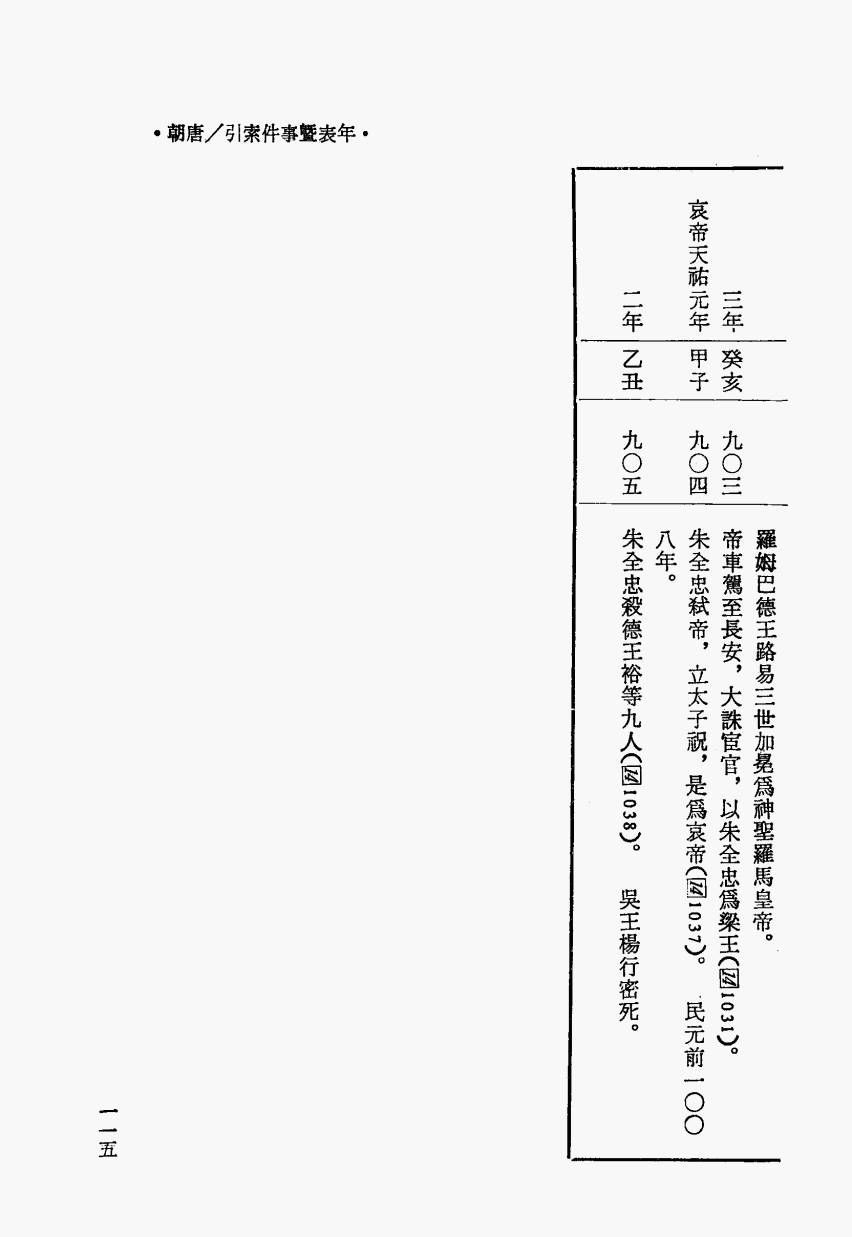 •朝唐／引索件事暨表年•
羅姆巴德王路易三世加冕爲神聖羅馬皇帝。
三年 癸亥 九〇三 帝車駕至長安，大誅宦官，以朱全忠爲梁王(14 1031)。
哀帝天祐元年 甲子 九〇四 朱全忠弒帝，立太子祝，是爲哀帝(14 1037)。 民元前一〇〇
八年。
二年 乙丑 九〇五 朱全忠殺德王裕等九人(14 1038)。 吳王楊行密死。
一一五